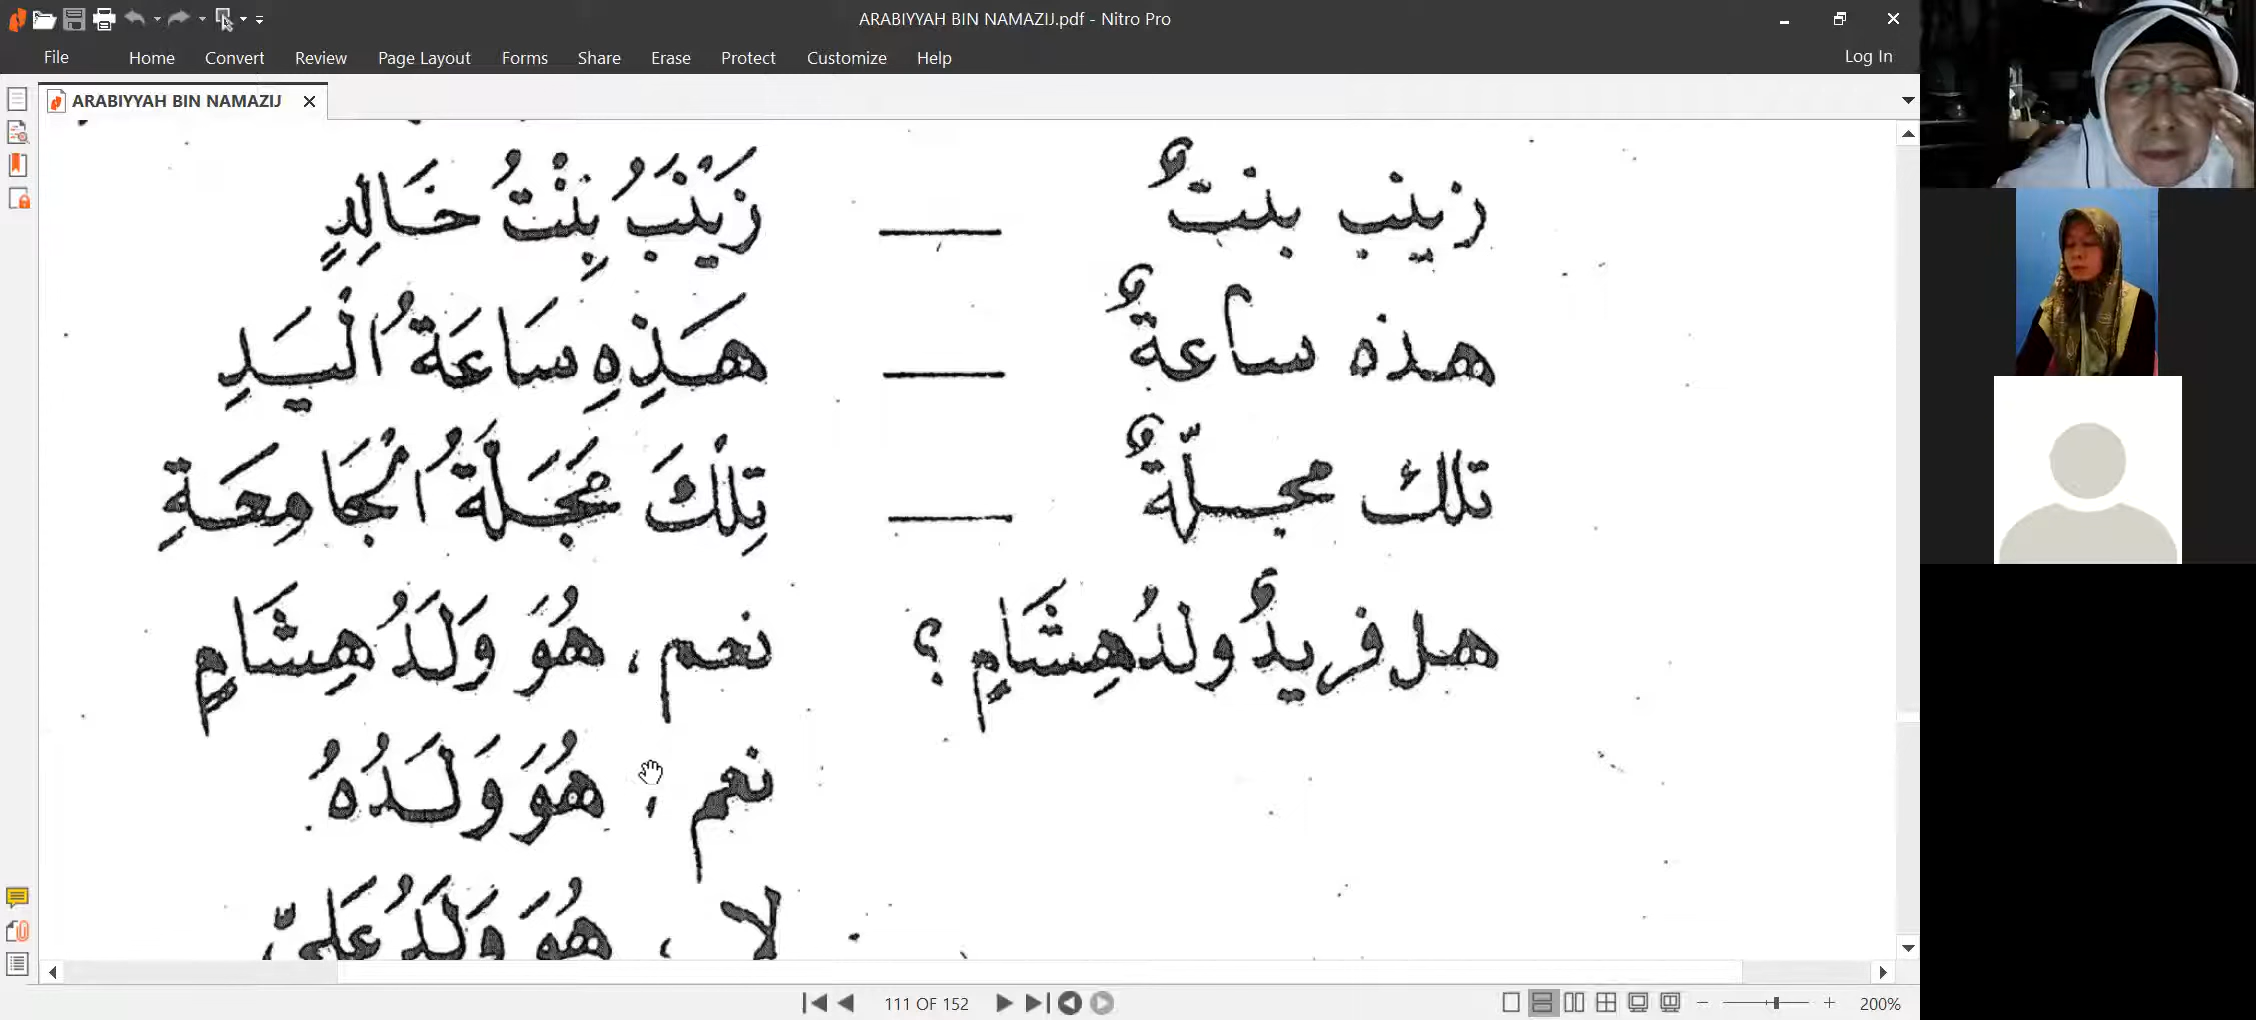 ARABIYYAH BIN NAMAZIJ.pdf - Nitro Pro
File Home Convert Review Page Layout Forms Share Erase Protect Customize Help Log In
ARABIYYAH BIN NAMAZIJ
زينب بنتٌ — زَيْنَبُ بِنْتُ خَالِدٍ
هذه ساعةٌ — هَذِهِ سَاعَةُ الْيَدِ
تلك مجلّةٌ — تِلْكَ مَجَلَّةُ الْجَامِعَةِ
هل فريدٌ ولدُ هِشَامٍ ؟ نعم ، هُوَ وَلَدُ هِشَامٍ
نعم ، هُوَ وَلَدُهُ
لا ، هُوَ وَلَدُ عَلِيّ
111 OF 152
200%